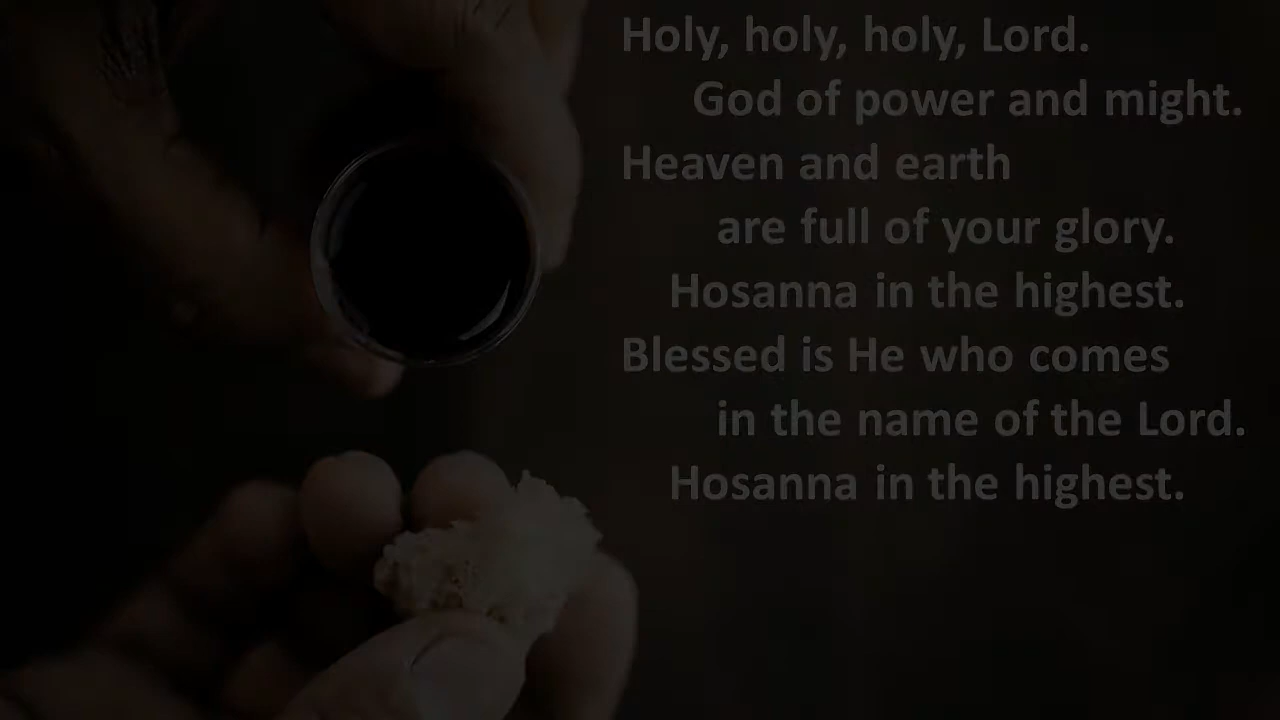 Holy, holy, holy, Lord.
God of power and might.
Heaven and earth
are full of your glory.
Hosanna in the highest.
Blessed is He who comes
in the name of the Lord.
Hosanna in the highest.